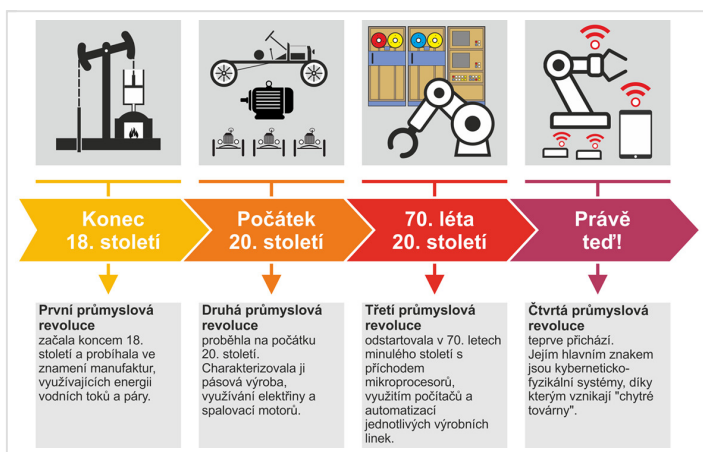 Konec
18. století
Počátek
20. století
70. léta
20. století
Právě
teď!
První průmyslová
revoluce
začala koncem 18.
století a probíhala ve
znamení manufaktur,
využívajících energii
vodních toků a páry.
Druhá průmyslová
revoluce
proběhla na počátku
20. století.
Charakterizovala ji
pásová výroba,
využívání elektřiny a
spalovací motorů.
Třetí průmyslová
revoluce
odstartovala v 70. letech
minulého století s
příchodem
mikroprocesorů,
využitím počítačů a
automatizací
jednotlivých výrobních
linek.
Čtvrtá průmyslová
revoluce
teprve přichází.
Jejím hlavním znakem
jsou kyberneticko-
fyzikální systémy, díky
kterým vznikají "chytré
továrny".